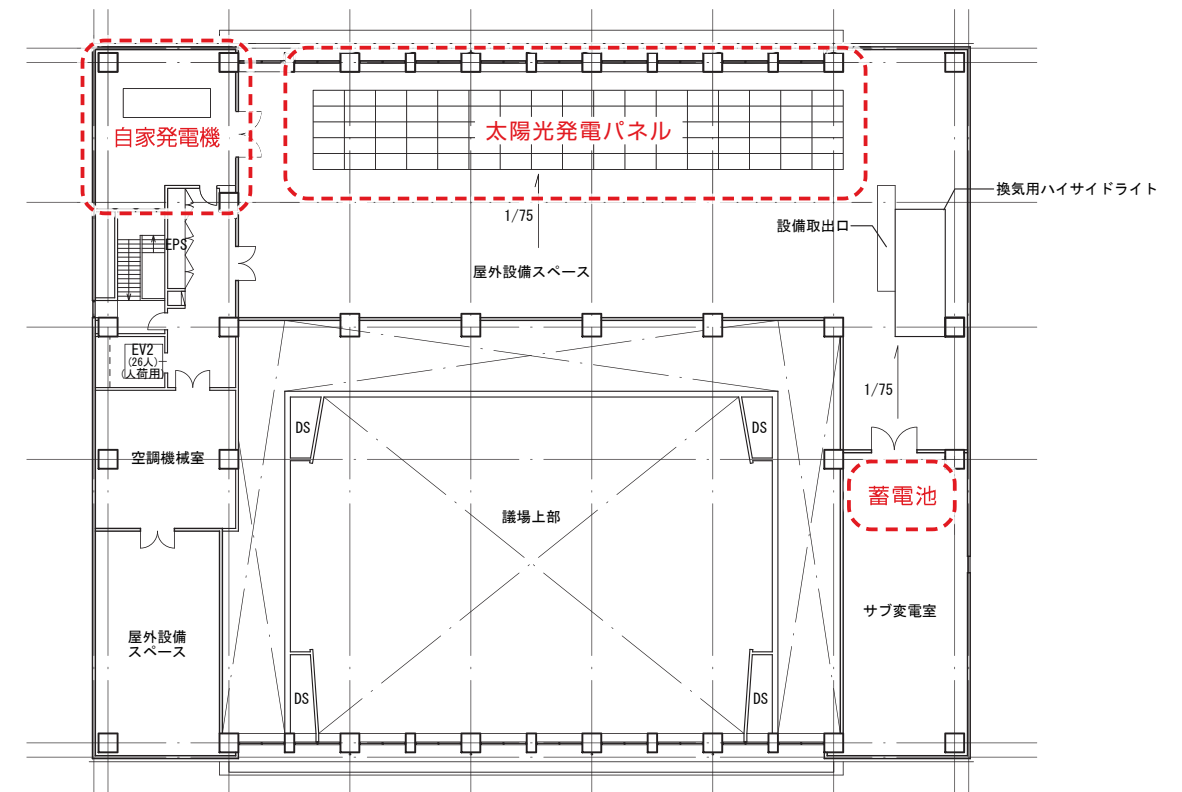 自家発電機
太陽光発電パネル
換気用ハイサイドライト
1/75
設備取出口
EPS
屋外設備スペース
EV2
(26人)
(人荷用)
1/75
DS
DS
空調機械室
蓄電池
議場上部
サブ変電室
屋外設備
スペース
DS
DS